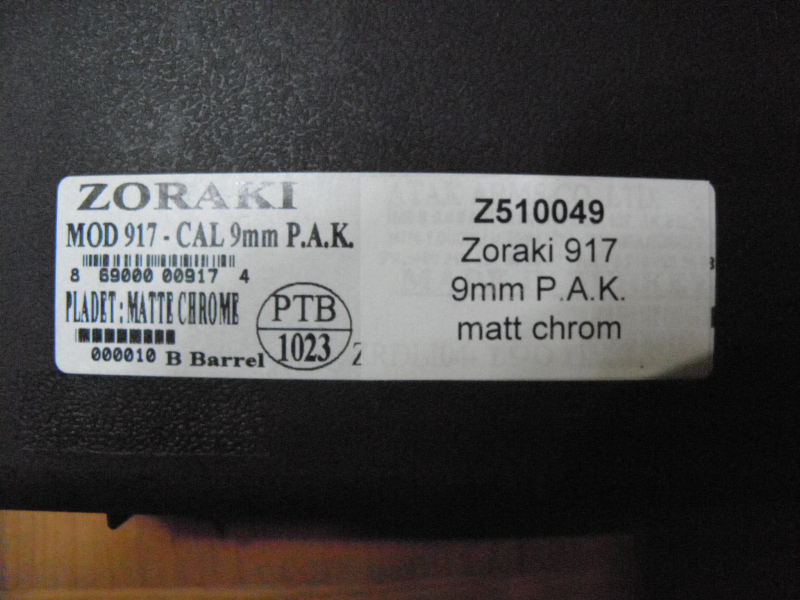 ZORAKI
MOD 917 - CAL 9mm P.A.K.
8 69000 00917 4
PLADET : MATTE CHROME
000010 B Barrel
PTB
1023
Z510049
Zoraki 917
9mm P.A.K.
matt chrom